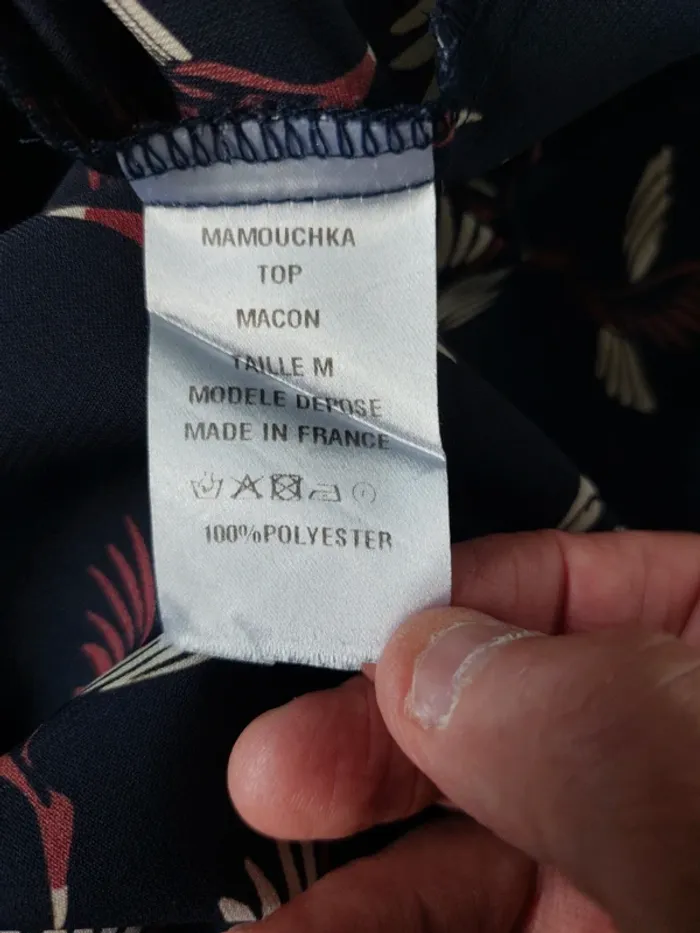 MAMOUCHKA
TOP
MACON
TAILLE M
MODELE DEPOSE
MADE IN FRANCE
100%POLYESTER